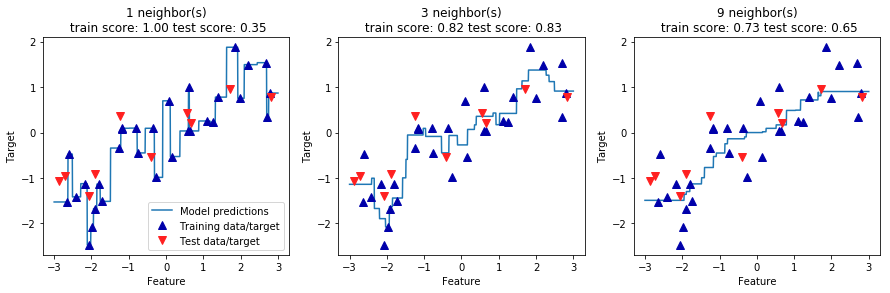 1 neighbor(s)
train score: 1.00 test score: 0.35
2
1
0
−1
−2
Target
−3 −2 −1 0 1 2 3
Feature
Model predictions
Training data/target
Test data/target
3 neighbor(s)
train score: 0.82 test score: 0.83
2
1
0
−1
−2
Target
−3 −2 −1 0 1 2 3
Feature
9 neighbor(s)
train score: 0.73 test score: 0.65
2
1
0
−1
−2
Target
−3 −2 −1 0 1 2 3
Feature